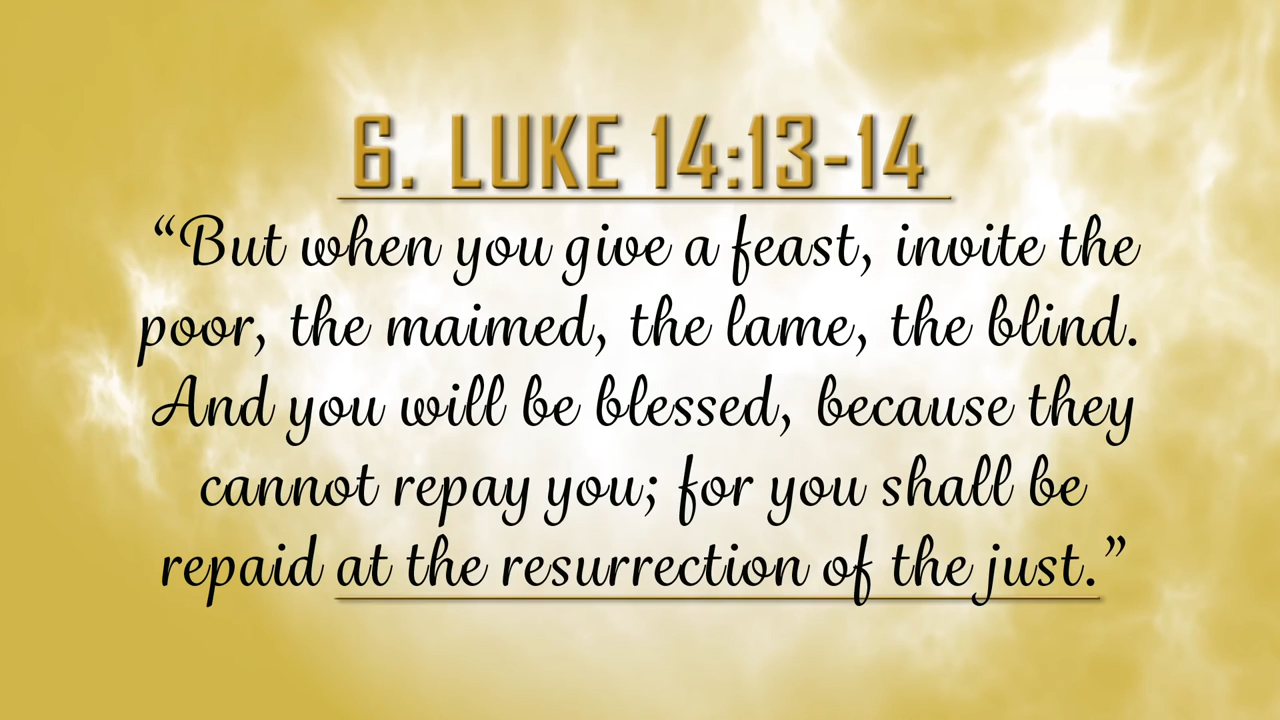 6. LUKE 14:13-14
“But when you give a feast, invite the
poor, the maimed, the lame, the blind.
And you will be blessed, because they
cannot repay you; for you shall be
repaid at the resurrection of the just.”